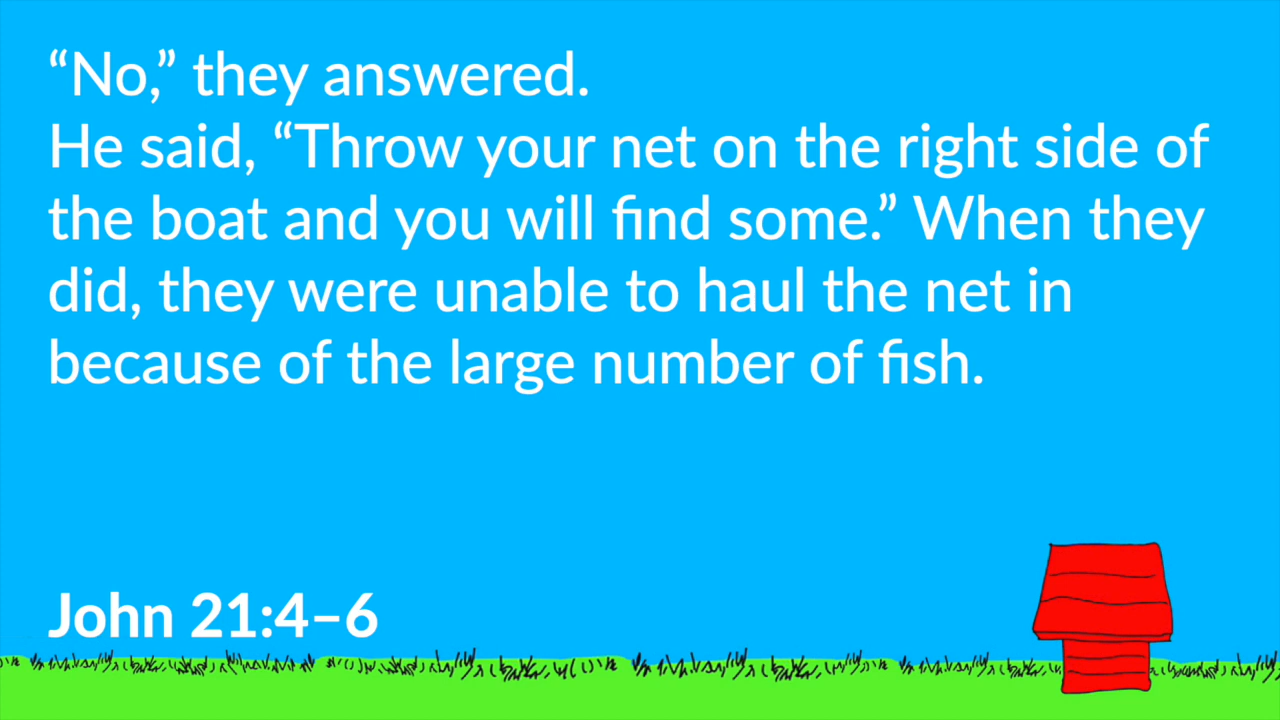 “No,” they answered.
He said, “Throw your net on the right side of
the boat and you will find some.” When they
did, they were unable to haul the net in
because of the large number of fish.
John 21:4–6